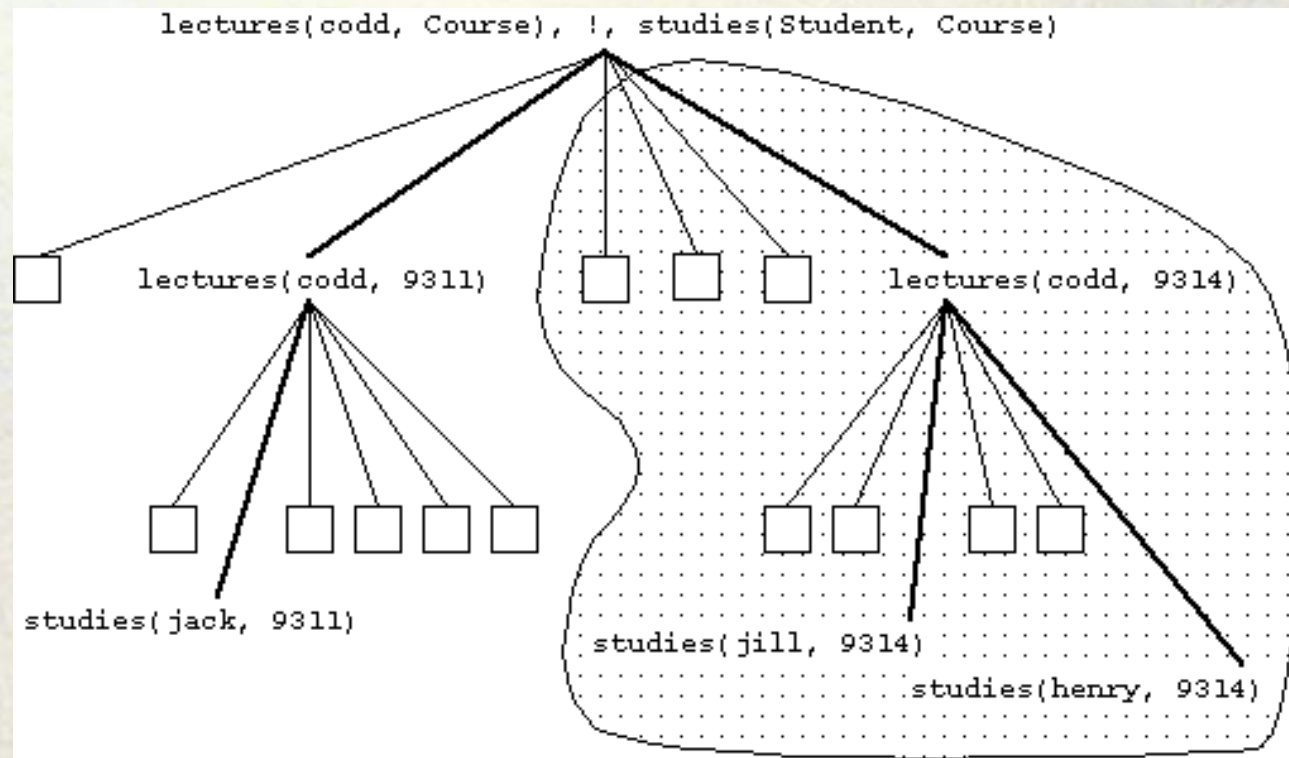 lectures(codd, Course), !, studies(Student, Course)
lectures(codd, 9311)
lectures(codd, 9314)
studies(jack, 9311)
studies(jill, 9314)
studies(henry, 9314)